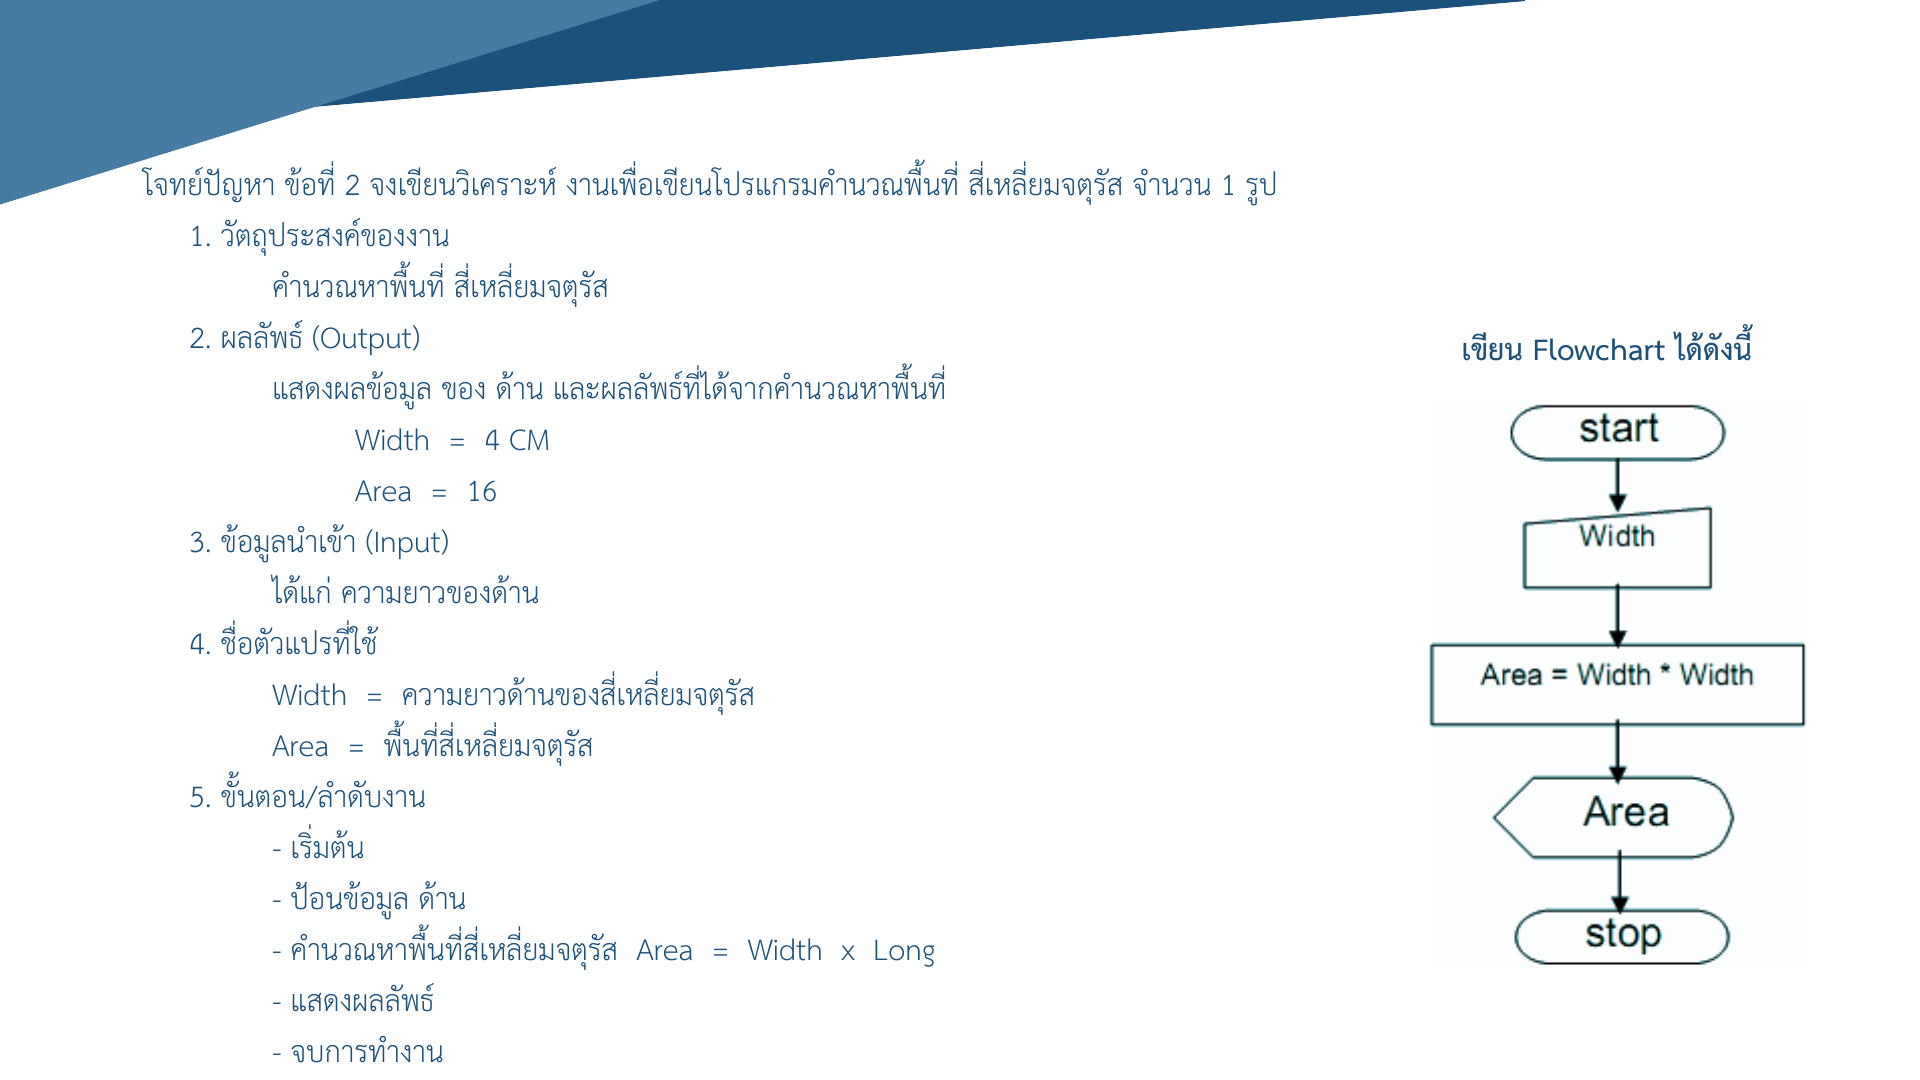 โจทย์ปัญหา ข้อที่ 2 จงเขียนวิเคราะห์ งานเพื่อเขียนโปรแกรมคำนวณพื้นที่ สี่เหลี่ยมจตุรัส จำนวน 1 รูป
1. วัตถุประสงค์ของงาน
คำนวณหาพื้นที่ สี่เหลี่ยมจตุรัส
2. ผลลัพธ์ (Output)
แสดงผลข้อมูล ของ ด้าน และผลลัพธ์ที่ได้จากคำนวณหาพื้นที่
Width = 4 CM
Area = 16
3. ข้อมูลนำเข้า (Input)
ได้แก่ ความยาวของด้าน
4. ชื่อตัวแปรที่ใช้
Width = ความยาวด้านของสี่เหลี่ยมจตุรัส
Area = พื้นที่สี่เหลี่ยมจตุรัส
5. ขั้นตอน/ลำดับงาน
- เริ่มต้น
- ป้อนข้อมูล ด้าน
- คำนวณหาพื้นที่สี่เหลี่ยมจตุรัส Area = Width x Long
- แสดงผลลัพธ์
- จบการทำงาน
เขียน Flowchart ได้ดังนี้
start
Width
Area = Width * Width
Area
stop